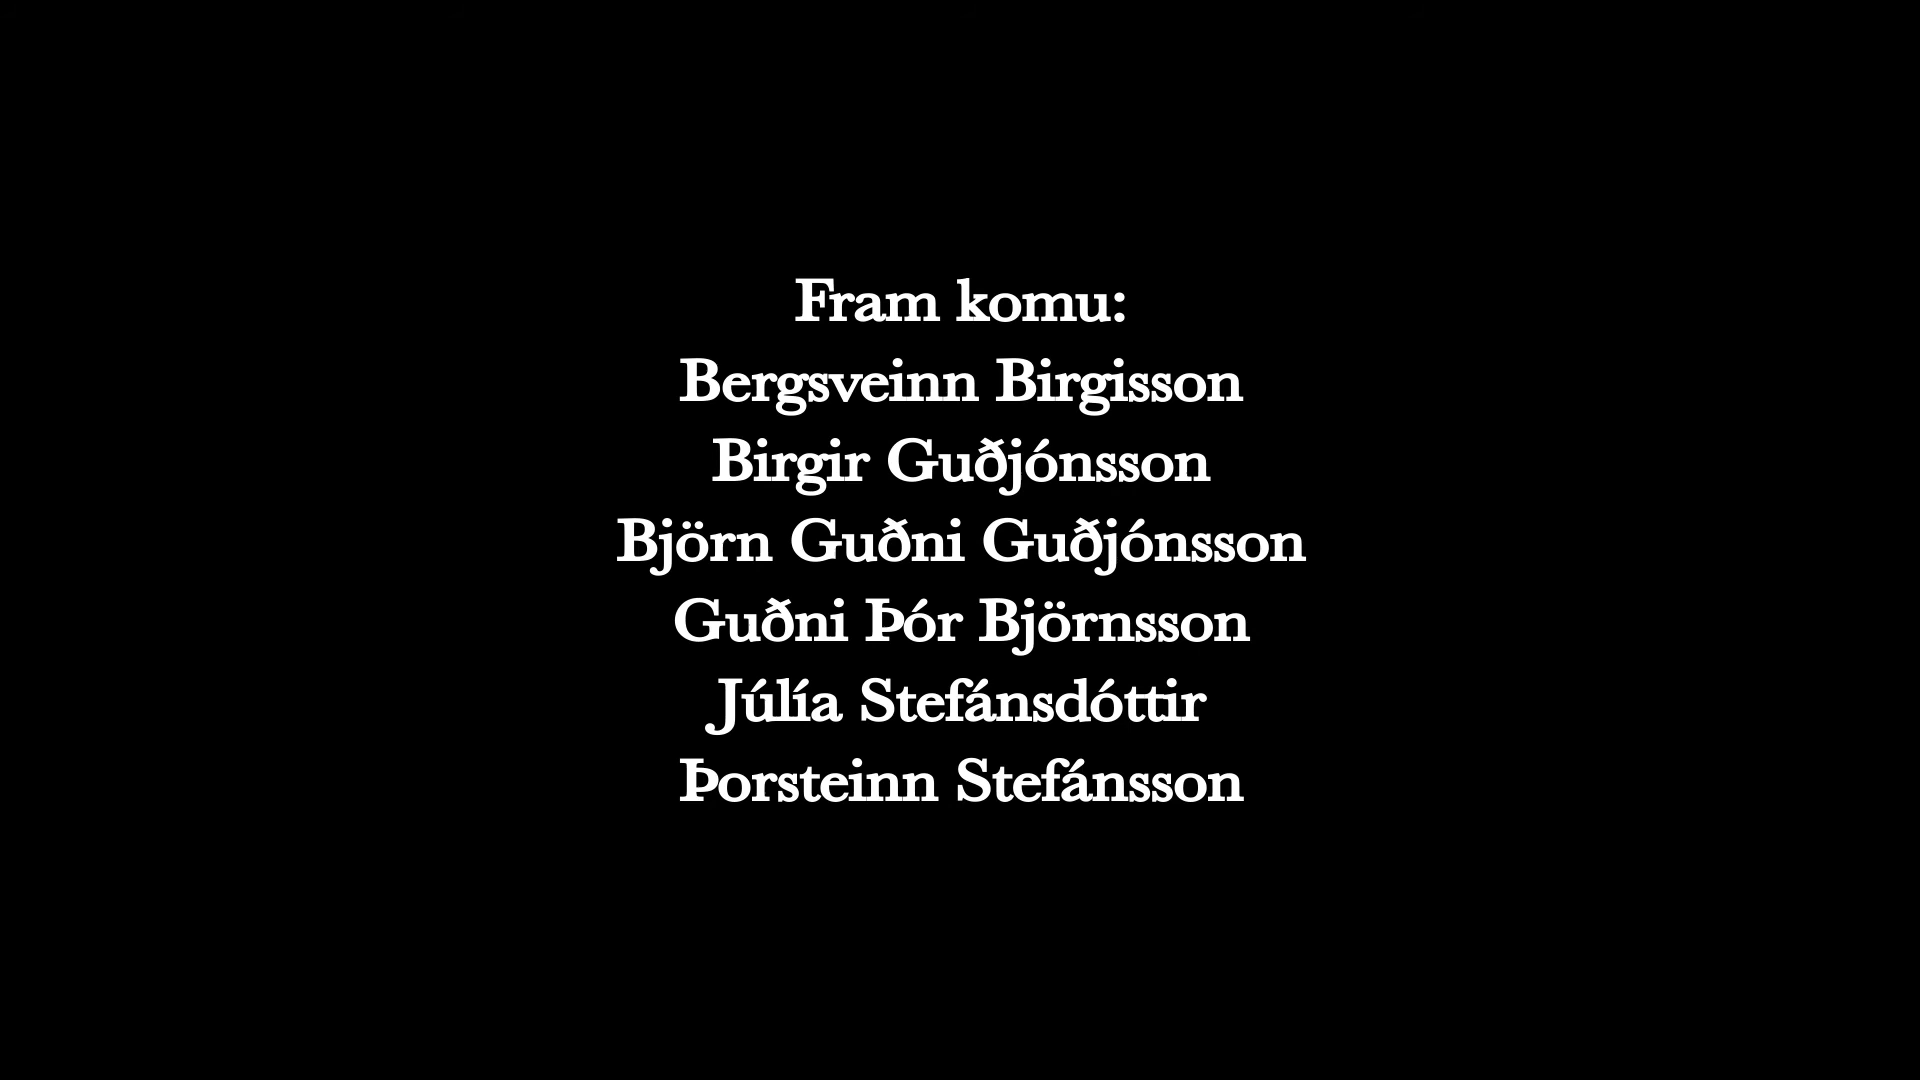 Fram komu:
Bergsveinn Birgisson
Birgir Guðjónsson
Björn Guðni Guðjónsson
Guðni Þór Björnsson
Júlía Stefánsdóttir
Þorsteinn Stefánsson